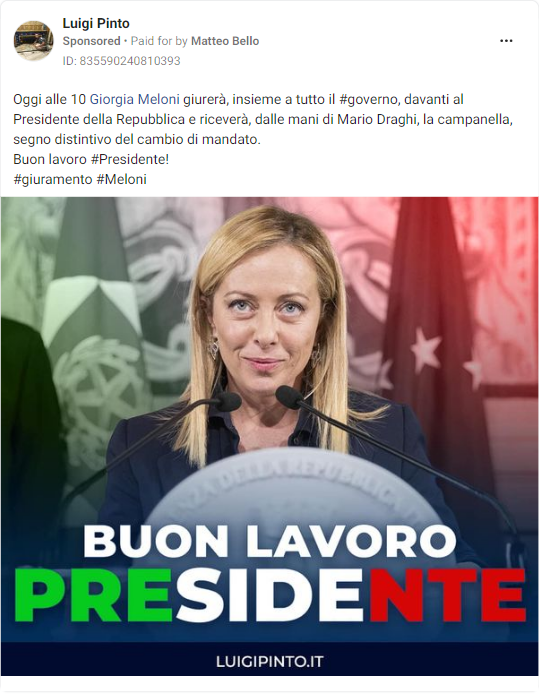 Luigi Pinto
Sponsored • Paid for by Matteo Bello
ID: 835590240810393
Oggi alle 10 Giorgia Meloni giurerà, insieme a tutto il #governo, davanti al
Presidente della Repubblica e riceverà, dalle mani di Mario Draghi, la campanella,
segno distintivo del cambio di mandato.
Buon lavoro #Presidente!
#giuramento #Meloni
DELLA REPUBBLICA
BUON LAVORO
PRESIDENTE
LUIGIPINTO.IT